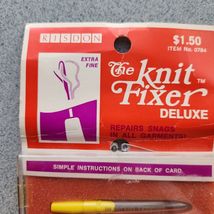 RISDON
$1.50
ITEM No. 0784
EXTRA
FINE
The knit
Fixer™
DELUXE
REPAIRS SNAGS
IN ALL GARMENTS!
SIMPLE INSTRUCTIONS ON BACK OF CARD.